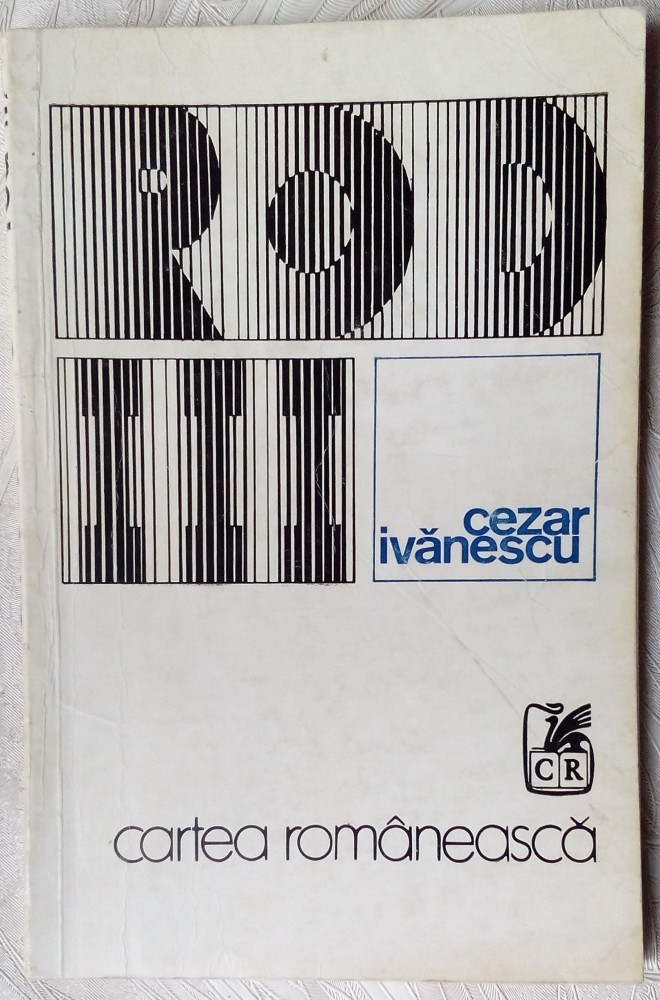 ROD
III
cezar
ivănescu
CR
cartea românească